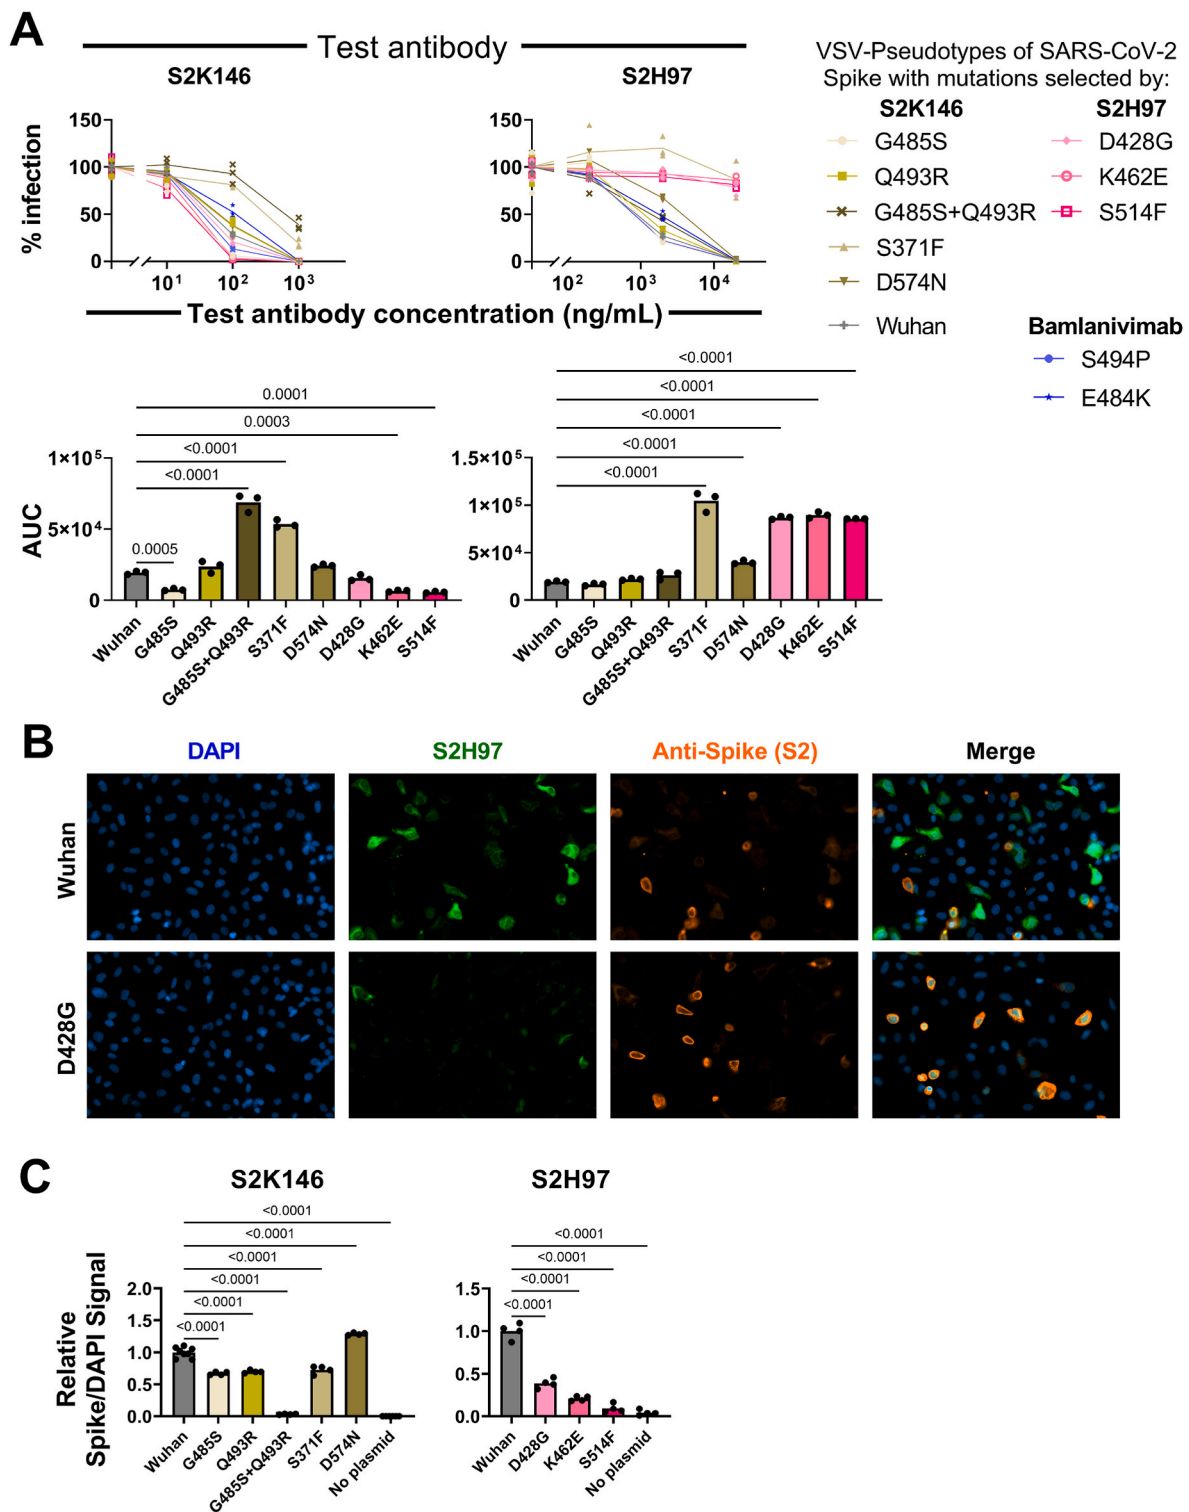 A
Test antibody
S2K146
S2H97
% infection
150
100
50
0
10¹
10²
10³
150
100
50
0
10²
10³
10⁴
Test antibody concentration (ng/mL)
VSV-Pseudotypes of SARS-CoV-2
Spike with mutations selected by:
S2K146
S2H97
G485S
D428G
Q493R
K462E
G485S+Q493R
S514F
S371F
D574N
Wuhan
Bamlanivimab
S494P
E484K
AUC
1×10⁵
5×10⁴
0
0.0001
0.0003
<0.0001
<0.0001
0.0005
Wuhan
G485S
Q493R
G485S+Q493R
S371F
D574N
D428G
K462E
S514F
1.5×10⁵
1×10⁵
5×10⁴
0
<0.0001
<0.0001
<0.0001
<0.0001
<0.0001
Wuhan
G485S
Q493R
G485S+Q493R
S371F
D574N
D428G
K462E
S514F
B
DAPI
S2H97
Anti-Spike (S2)
Merge
Wuhan
D428G
C
S2K146
S2H97
Relative
Spike/DAPI Signal
2.0
1.5
1.0
0.5
0.0
<0.0001
<0.0001
<0.0001
<0.0001
<0.0001
<0.0001
Wuhan
G485S
Q493R
G485S+Q493R
S371F
D574N
No plasmid
1.5
1.0
0.5
0.0
<0.0001
<0.0001
<0.0001
<0.0001
Wuhan
D428G
K462E
S514F
No plasmid